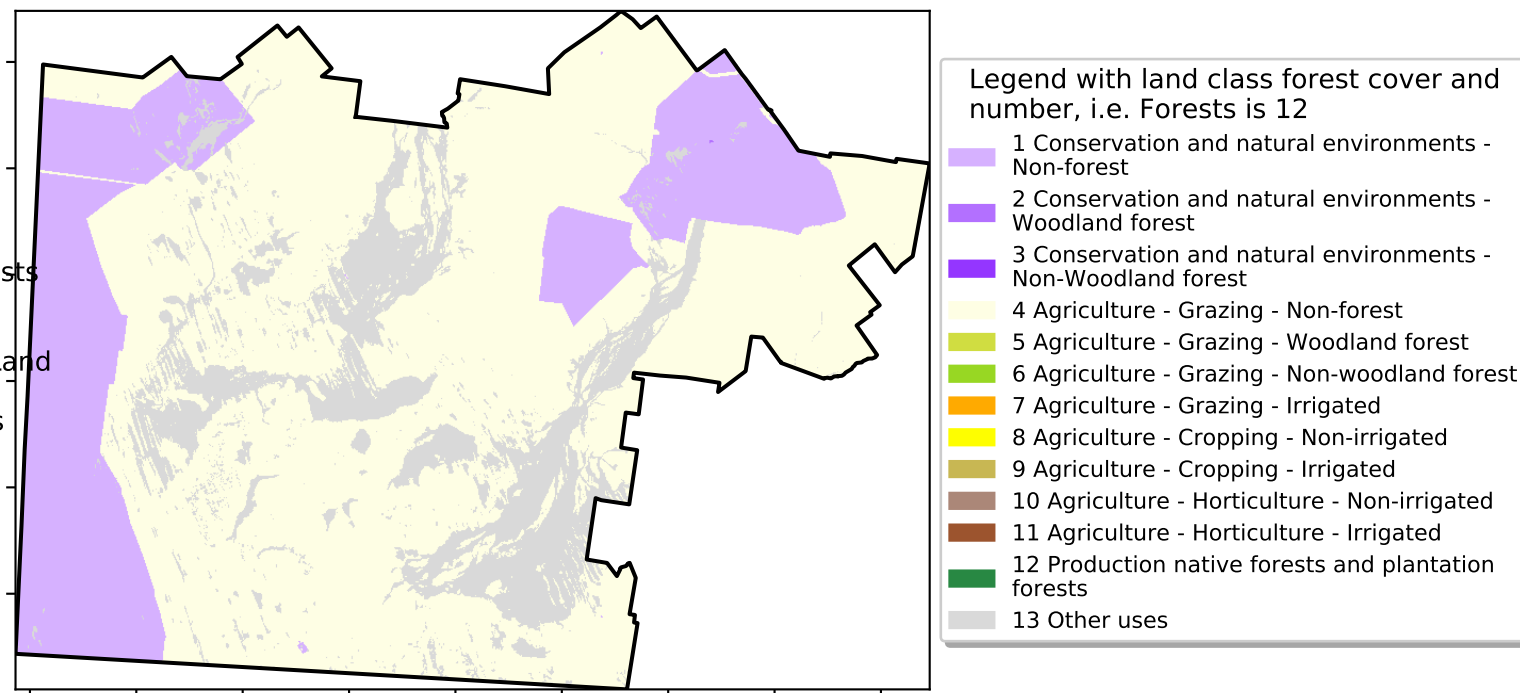 sts
and
s
Legend with land class forest cover and
number, i.e. Forests is 12
1 Conservation and natural environments -
Non-forest
2 Conservation and natural environments -
Woodland forest
3 Conservation and natural environments -
Non-Woodland forest
4 Agriculture - Grazing - Non-forest
5 Agriculture - Grazing - Woodland forest
6 Agriculture - Grazing - Non-woodland forest
7 Agriculture - Grazing - Irrigated
8 Agriculture - Cropping - Non-irrigated
9 Agriculture - Cropping - Irrigated
10 Agriculture - Horticulture - Non-irrigated
11 Agriculture - Horticulture - Irrigated
12 Production native forests and plantation
forests
13 Other uses